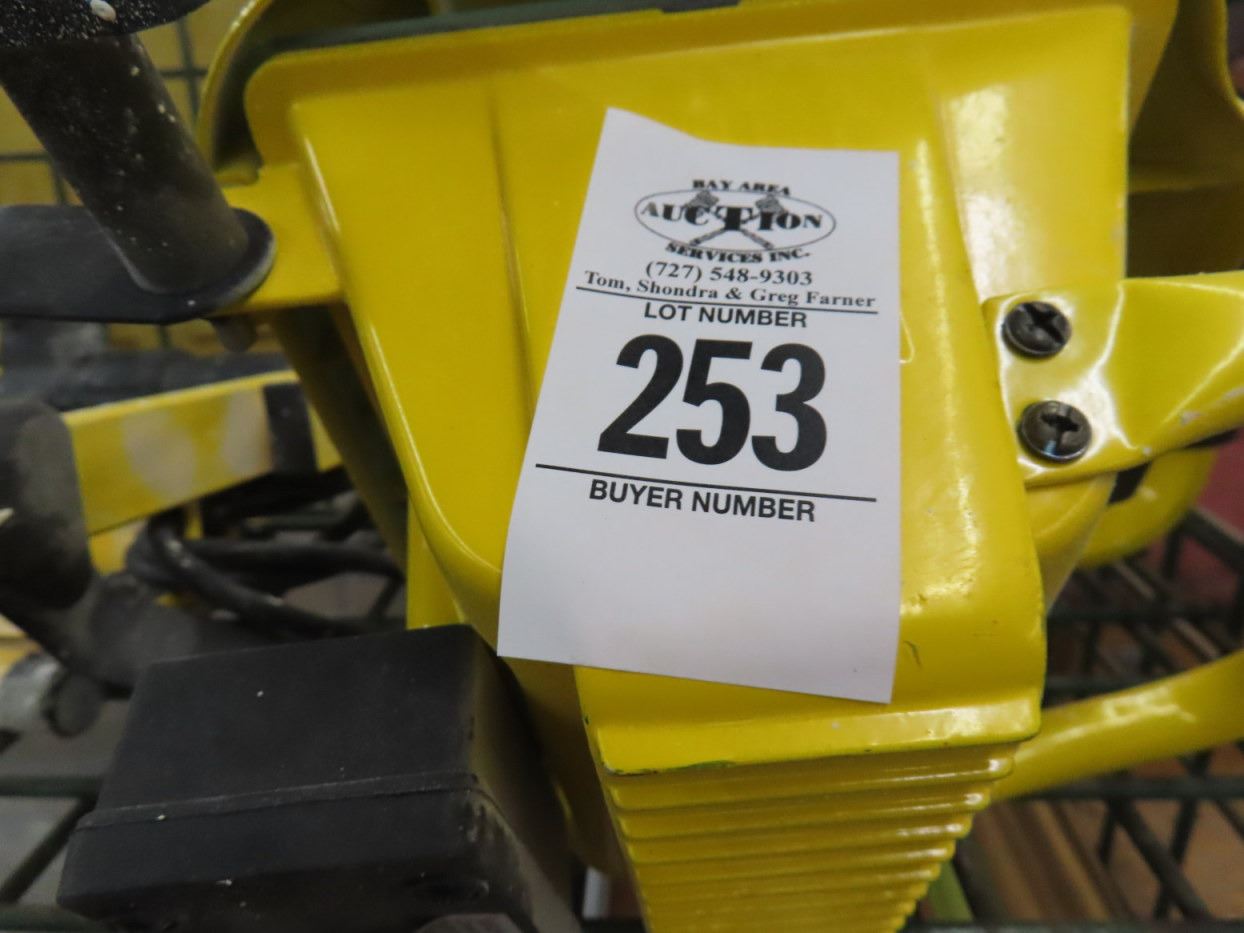 BAY AREA
AUCTION
SERVICES INC.
(727) 548-9303
Tom, Shondra & Greg Farner
LOT NUMBER
253
BUYER NUMBER